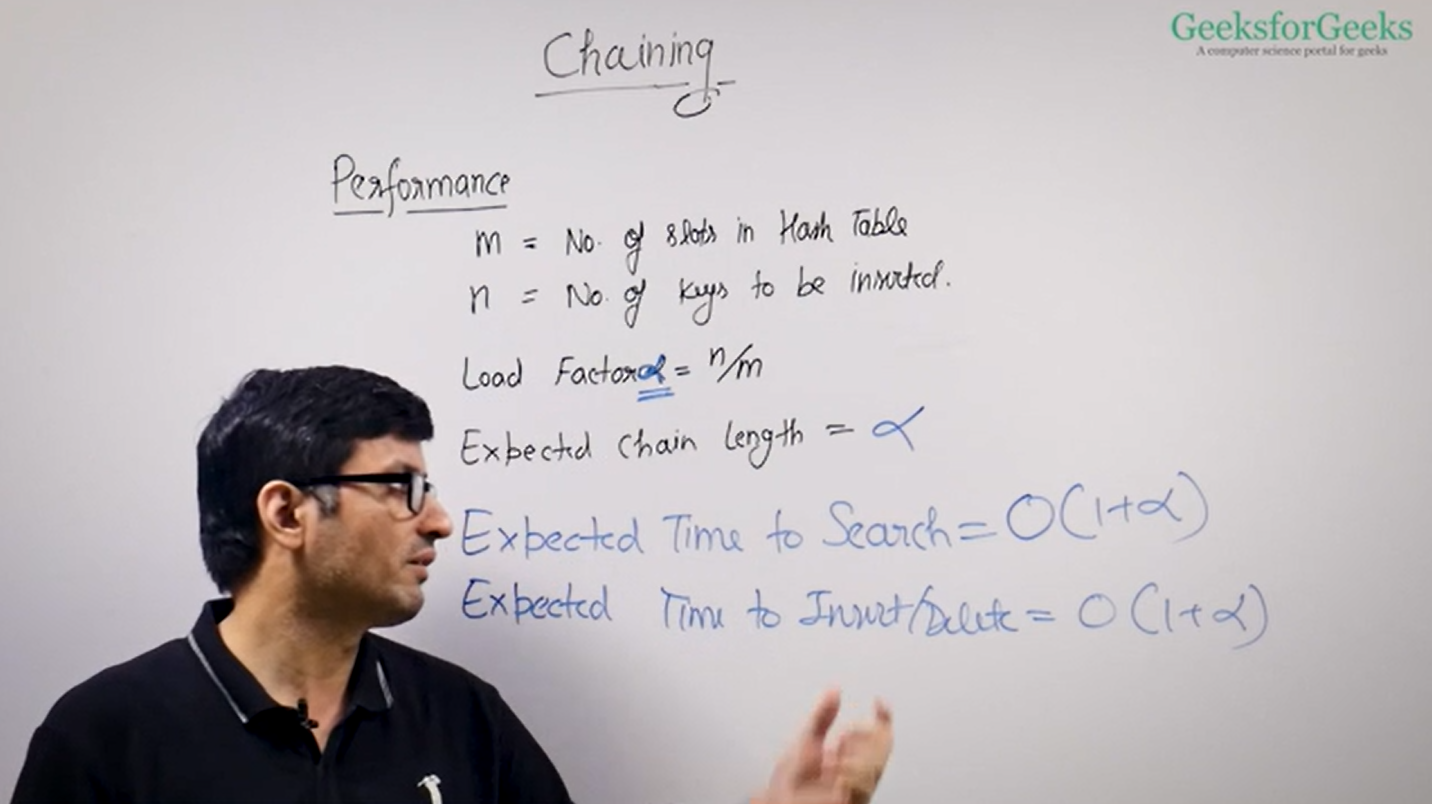 GeeksforGeeks
A computer science portal for geeks
Chaining
Performance
m = No. of slots in Hash Table
n = No. of keys to be inserted.
Load Factor α = n/m
Expected chain length = α
Expected Time to Search = O(1+α)
Expected Time to Insert/Delete = O(1+α)